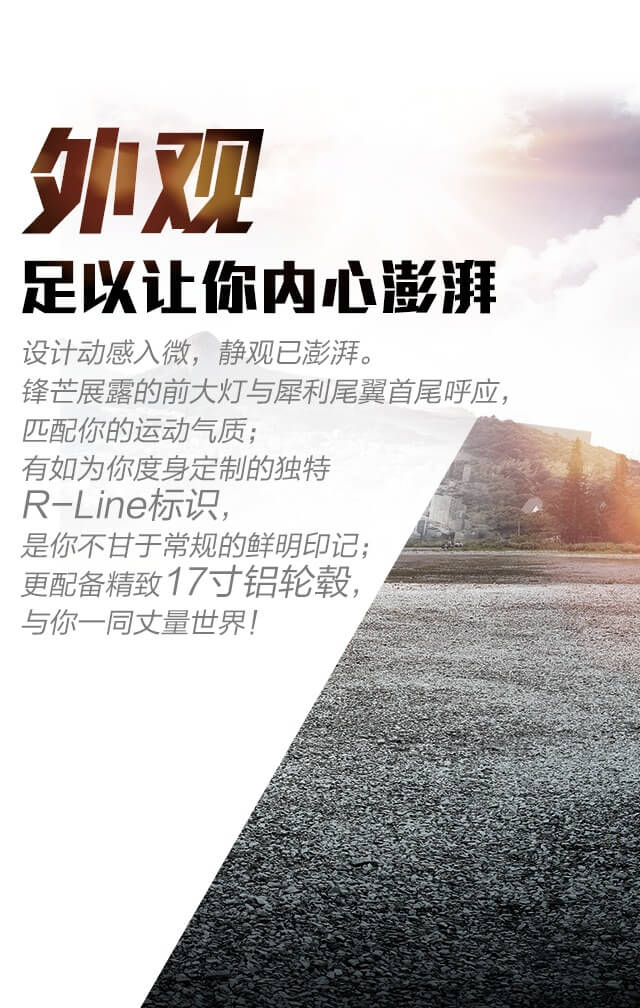 外观
足以让你内心澎湃
设计动感入微，静观已澎湃。
锋芒展露的前大灯与犀利尾翼首尾呼应，
匹配你的运动气质；
有如为你度身定制的独特
R-Line标识，
是你不甘于常规的鲜明印记；
更配备精致17寸铝轮毂，
与你一同丈量世界！